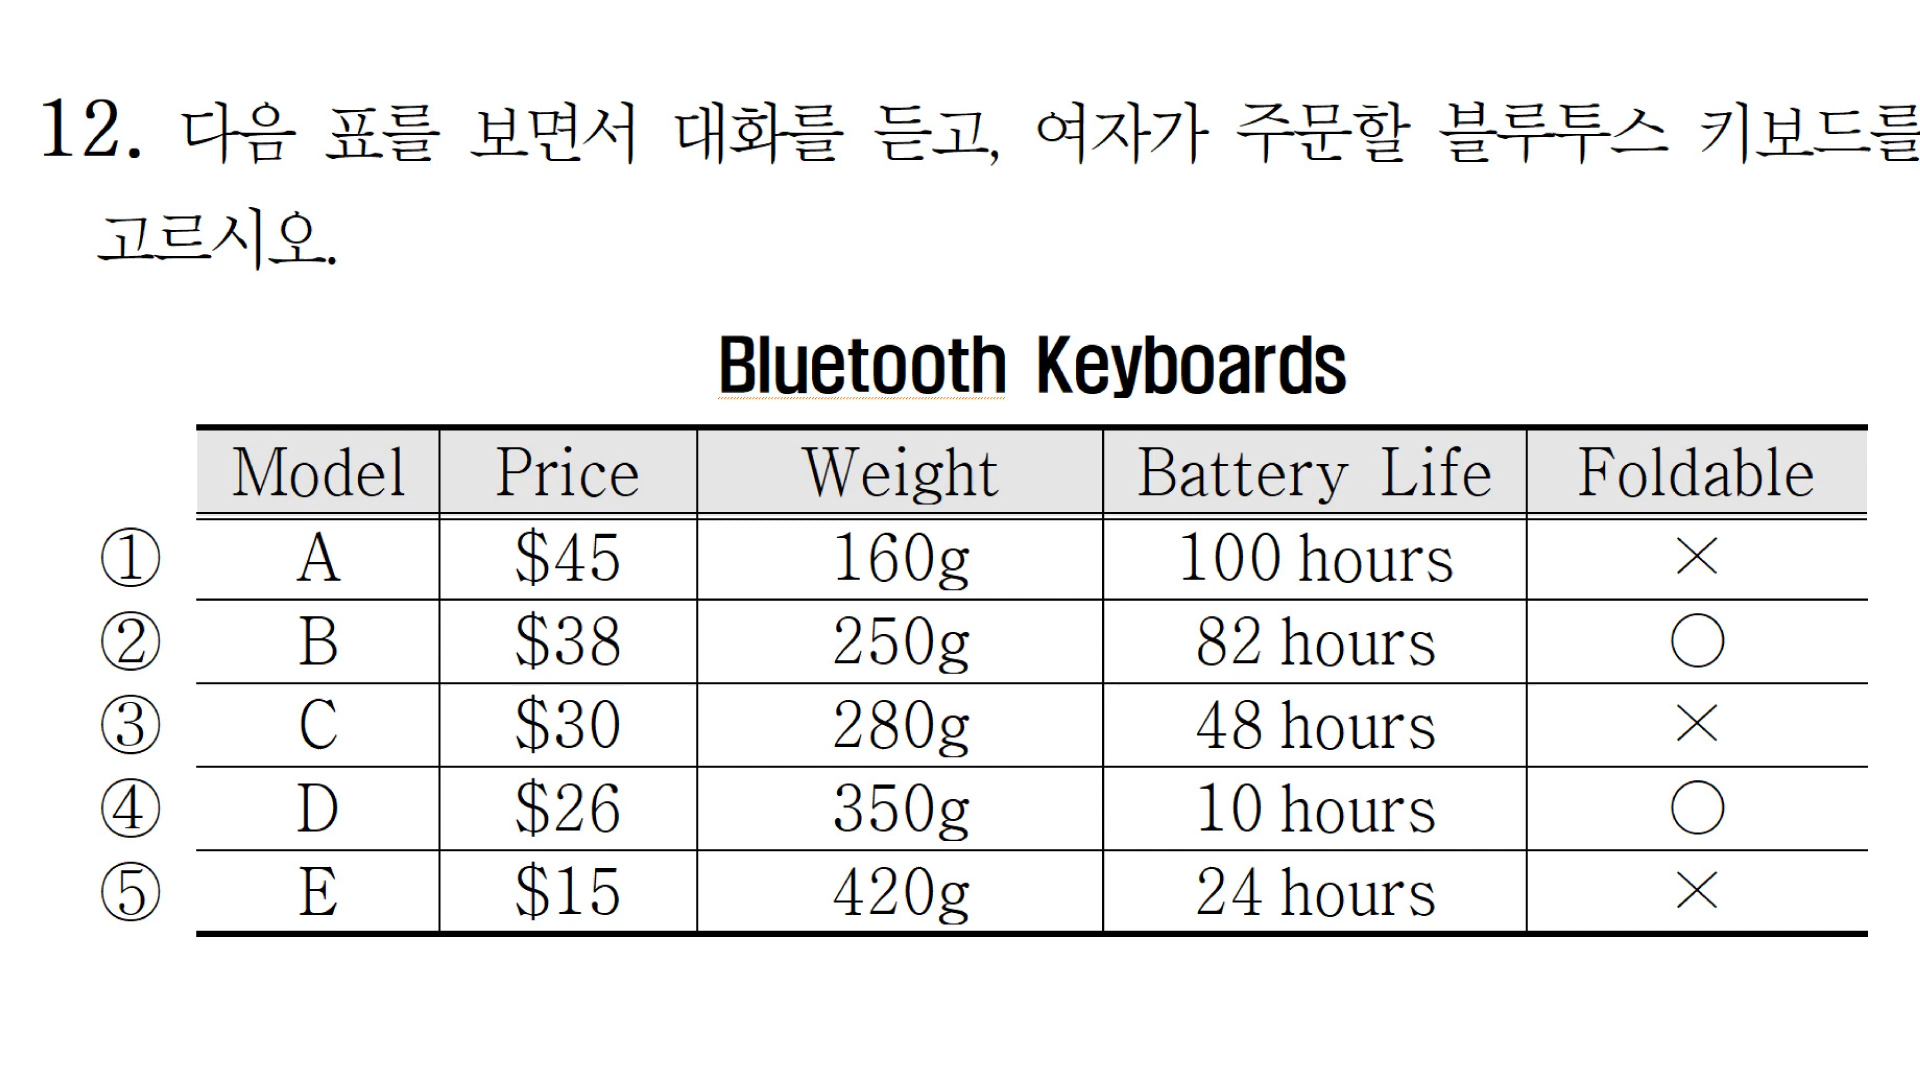 12. 다음 표를 보면서 대화를 듣고, 여자가 주문할 블루투스 키보드를
고르시오.
Bluetooth Keyboards
Model Price Weight Battery Life Foldable
① A $45 160g 100 hours ×
② B $38 250g 82 hours ○
③ C $30 280g 48 hours ×
④ D $26 350g 10 hours ○
⑤ E $15 420g 24 hours ×